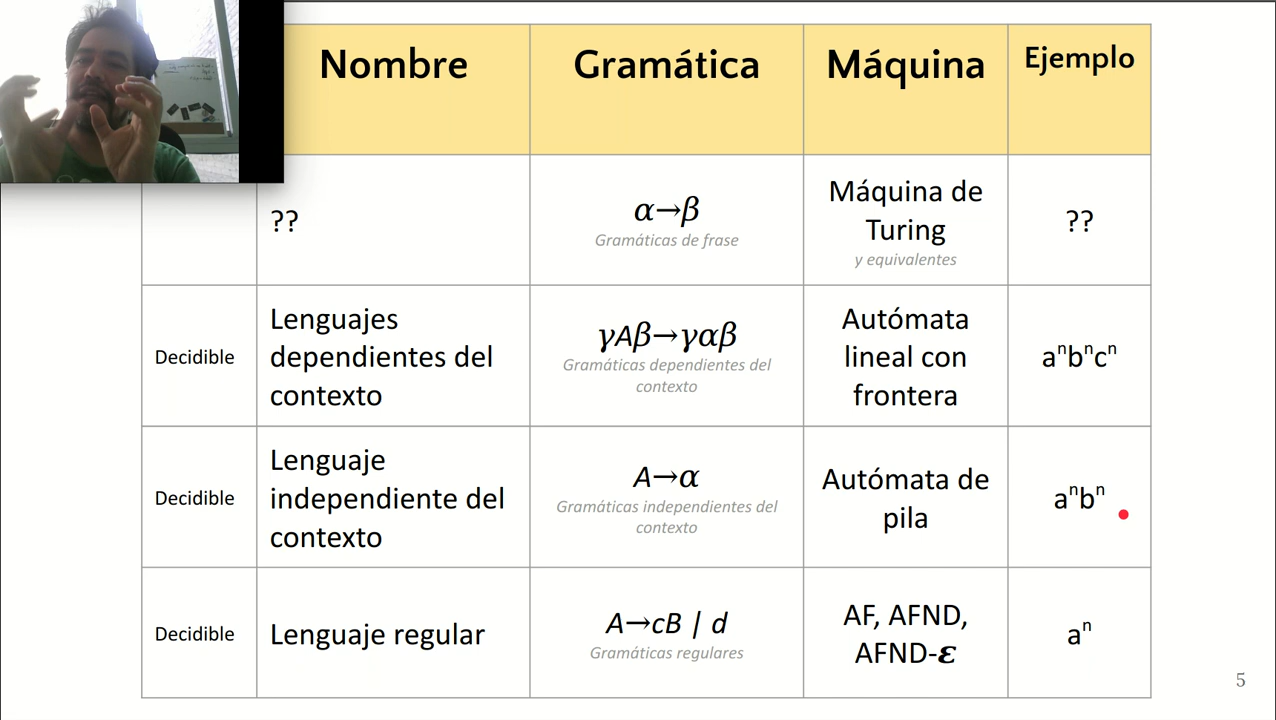 Nombre
Gramática
Máquina
Ejemplo
??
α→β
Gramáticas de frase
Máquina de
Turing
y equivalentes
??
Decidible
Lenguajes
dependientes del
contexto
γAβ→γαβ
Gramáticas dependientes del
contexto
Autómata
lineal con
frontera
aⁿbⁿcⁿ
Decidible
Lenguaje
independiente del
contexto
A→α
Gramáticas independientes del
contexto
Autómata de
pila
aⁿbⁿ
Decidible
Lenguaje regular
A→cB | d
Gramáticas regulares
AF, AFND,
AFND-ε
aⁿ
5